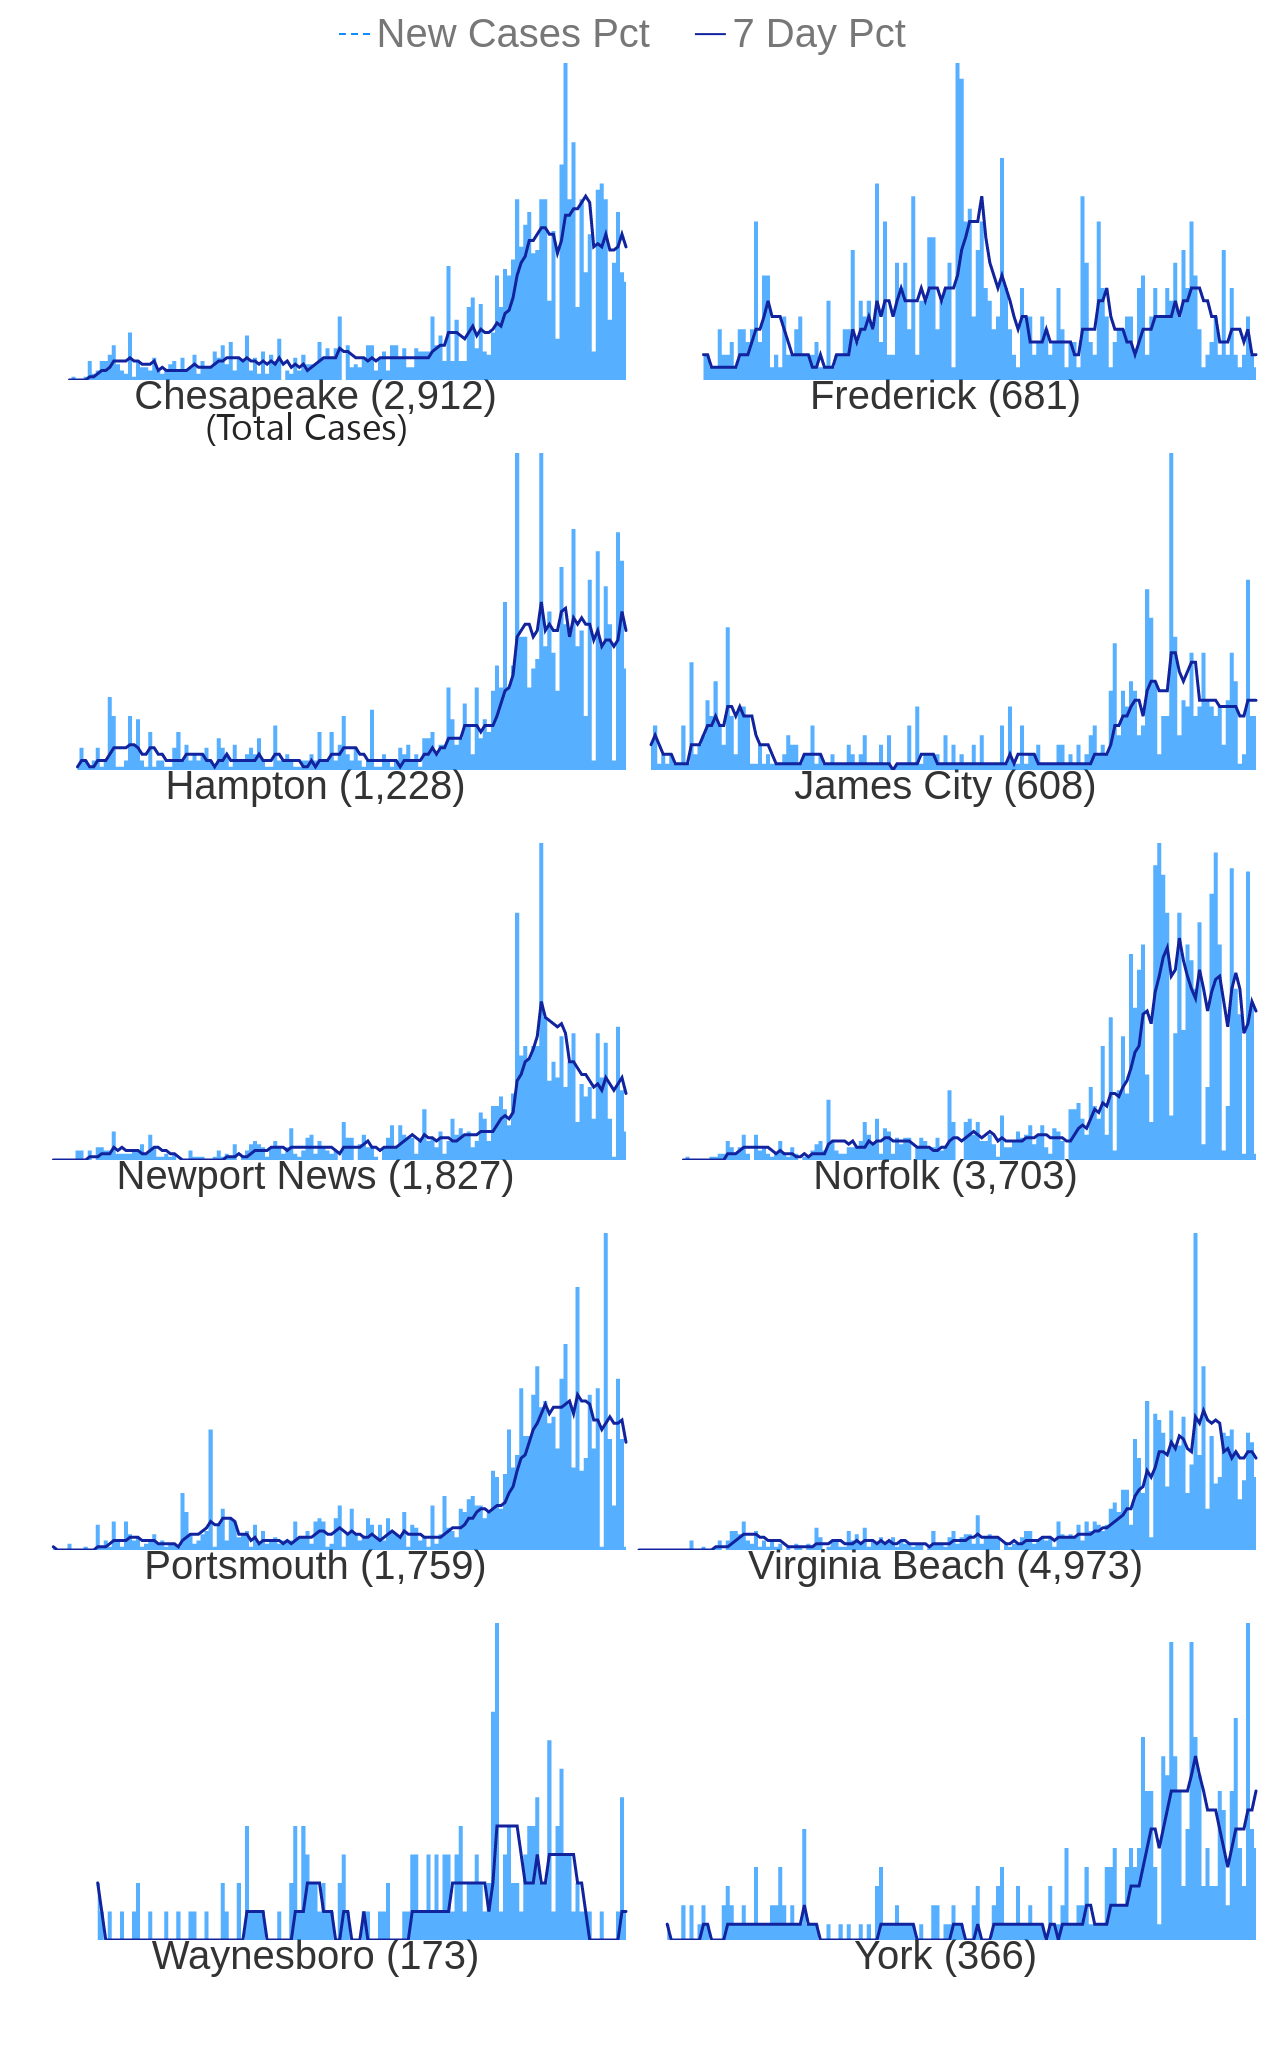 New Cases Pct 7 Day Pct
Chesapeake (2,912) Frederick (681)
(Total Cases)
Hampton (1,228) James City (608)
Newport News (1,827) Norfolk (3,703)
Portsmouth (1,759) Virginia Beach (4,973)
Waynesboro (173) York (366)